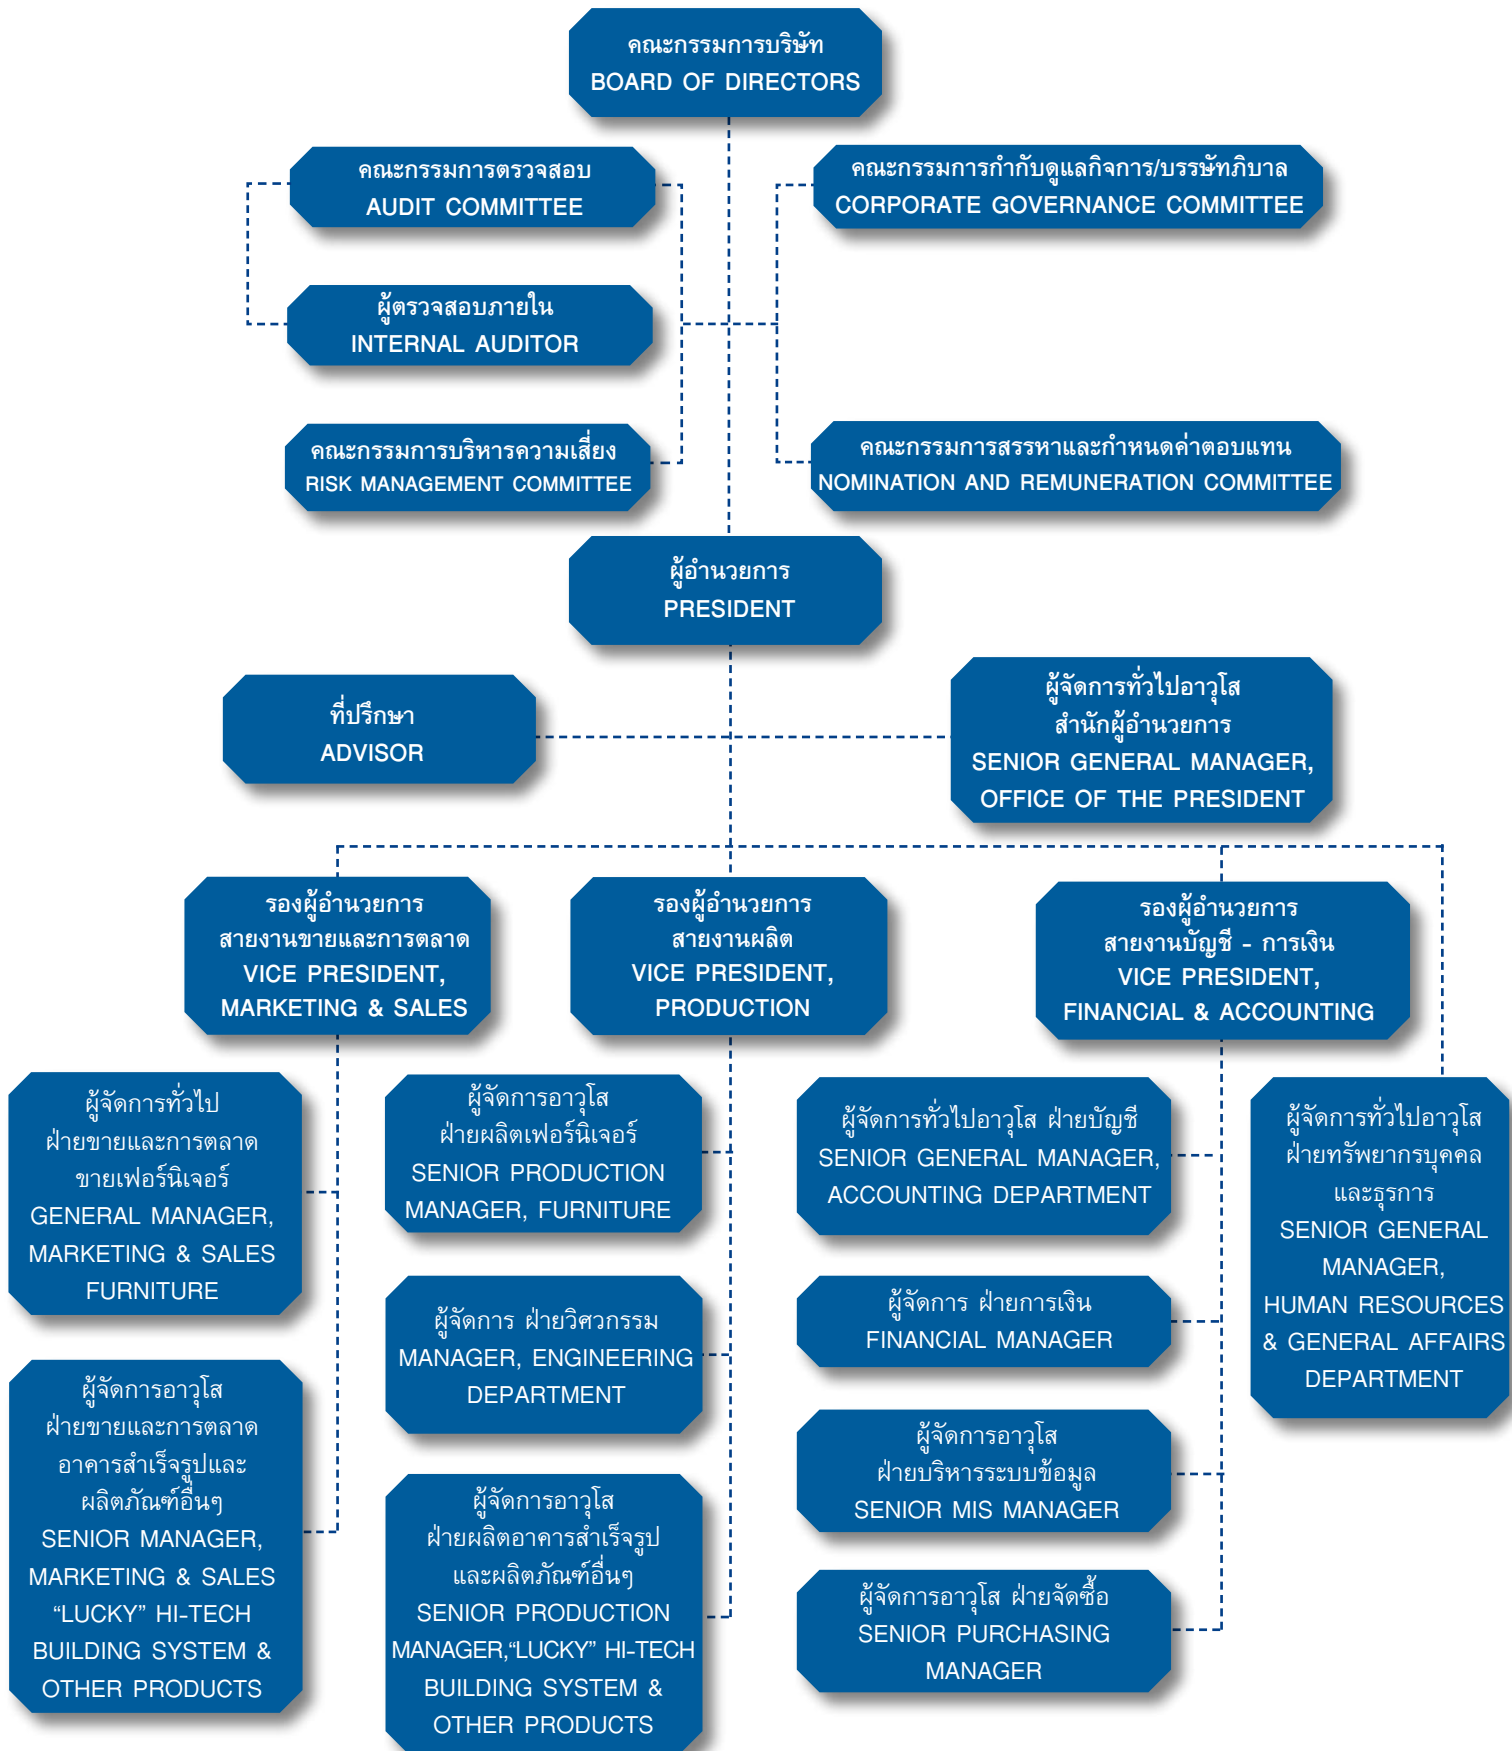 คณะกรรมการบริษัท
BOARD OF DIRECTORS
คณะกรรมการตรวจสอบ
AUDIT COMMITTEE
คณะกรรมการกำกับดูแลกิจการ/บรรษัทภิบาล
CORPORATE GOVERNANCE COMMITTEE
ผู้ตรวจสอบภายใน
INTERNAL AUDITOR
คณะกรรมการบริหารความเสี่ยง
RISK MANAGEMENT COMMITTEE
คณะกรรมการสรรหาและกำหนดค่าตอบแทน
NOMINATION AND REMUNERATION COMMITTEE
ผู้อำนวยการ
PRESIDENT
ที่ปรึกษา
ADVISOR
ผู้จัดการทั่วไปอาวุโส
สำนักผู้อำนวยการ
SENIOR GENERAL MANAGER,
OFFICE OF THE PRESIDENT
รองผู้อำนวยการ
สายงานขายและการตลาด
VICE PRESIDENT,
MARKETING & SALES
รองผู้อำนวยการ
สายงานผลิต
VICE PRESIDENT,
PRODUCTION
รองผู้อำนวยการ
สายงานบัญชี - การเงิน
VICE PRESIDENT,
FINANCIAL & ACCOUNTING
ผู้จัดการทั่วไป
ฝ่ายขายและการตลาด
ขายเฟอร์นิเจอร์
GENERAL MANAGER,
MARKETING & SALES
FURNITURE
ผู้จัดการอาวุโส
ฝ่ายขายและการตลาด
อาคารสำเร็จรูปและ
ผลิตภัณฑ์อื่นๆ
SENIOR MANAGER,
MARKETING & SALES
“LUCKY” HI-TECH
BUILDING SYSTEM &
OTHER PRODUCTS
ผู้จัดการอาวุโส
ฝ่ายผลิตเฟอร์นิเจอร์
SENIOR PRODUCTION
MANAGER, FURNITURE
ผู้จัดการ ฝ่ายวิศวกรรม
MANAGER, ENGINEERING
DEPARTMENT
ผู้จัดการอาวุโส
ฝ่ายผลิตอาคารสำเร็จรูป
และผลิตภัณฑ์อื่นๆ
SENIOR PRODUCTION
MANAGER,“LUCKY” HI-TECH
BUILDING SYSTEM &
OTHER PRODUCTS
ผู้จัดการทั่วไปอาวุโส ฝ่ายบัญชี
SENIOR GENERAL MANAGER,
ACCOUNTING DEPARTMENT
ผู้จัดการ ฝ่ายการเงิน
FINANCIAL MANAGER
ผู้จัดการอาวุโส
ฝ่ายบริหารระบบข้อมูล
SENIOR MIS MANAGER
ผู้จัดการอาวุโส ฝ่ายจัดซื้อ
SENIOR PURCHASING
MANAGER
ผู้จัดการทั่วไปอาวุโส
ฝ่ายทรัพยากรบุคคล
และธุรการ
SENIOR GENERAL
MANAGER,
HUMAN RESOURCES
& GENERAL AFFAIRS
DEPARTMENT